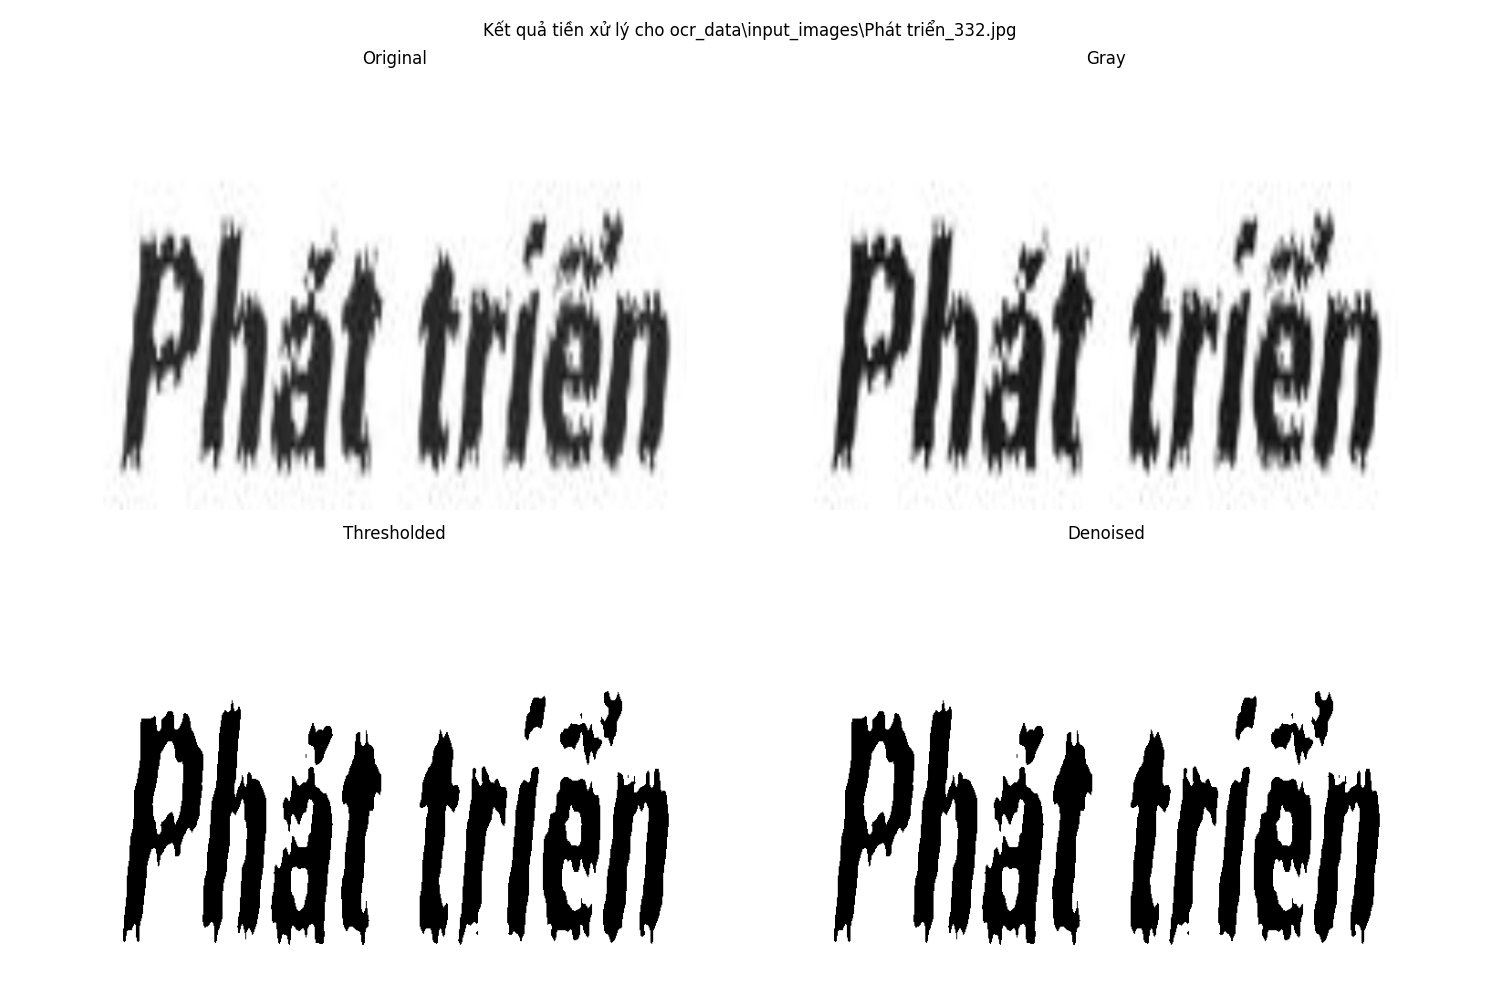 Kết quả tiền xử lý cho ocr_data\input_images\Phát triển_332.jpg
Original
Gray
Phát triển
Phát triển
Thresholded
Denoised
Phát triển
Phát triển